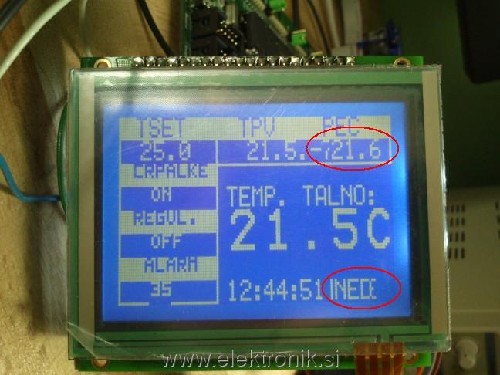 TSET TPV PEC
25.0 21.5.-/21.6
CRPALKE
ON
REGUL.
OFF
ALARM
35
TEMP. TALNO:
21.5C
12:44:51
www.elektronik.si